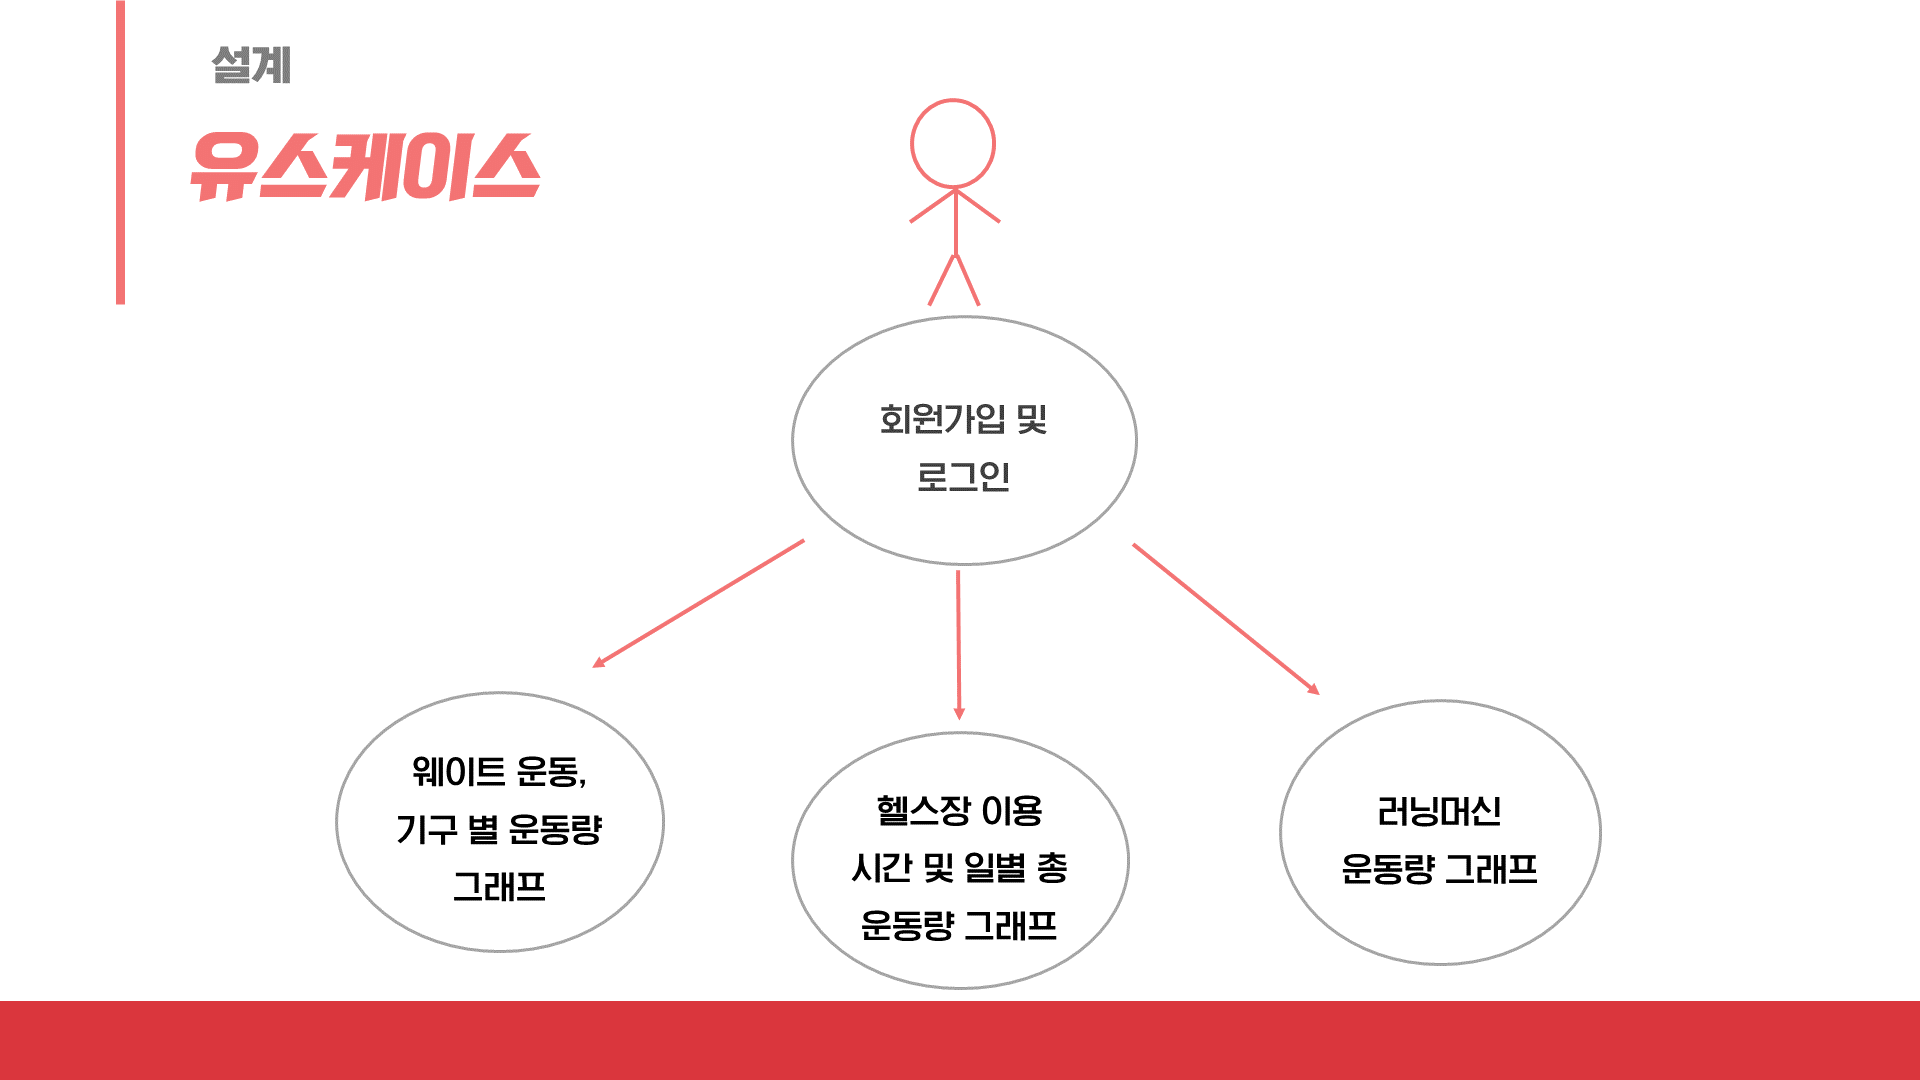 설계
유스케이스
회원가입 및
로그인
웨이트 운동,
기구 별 운동량
그래프
헬스장 이용
시간 및 일별 총
운동량 그래프
러닝머신
운동량 그래프